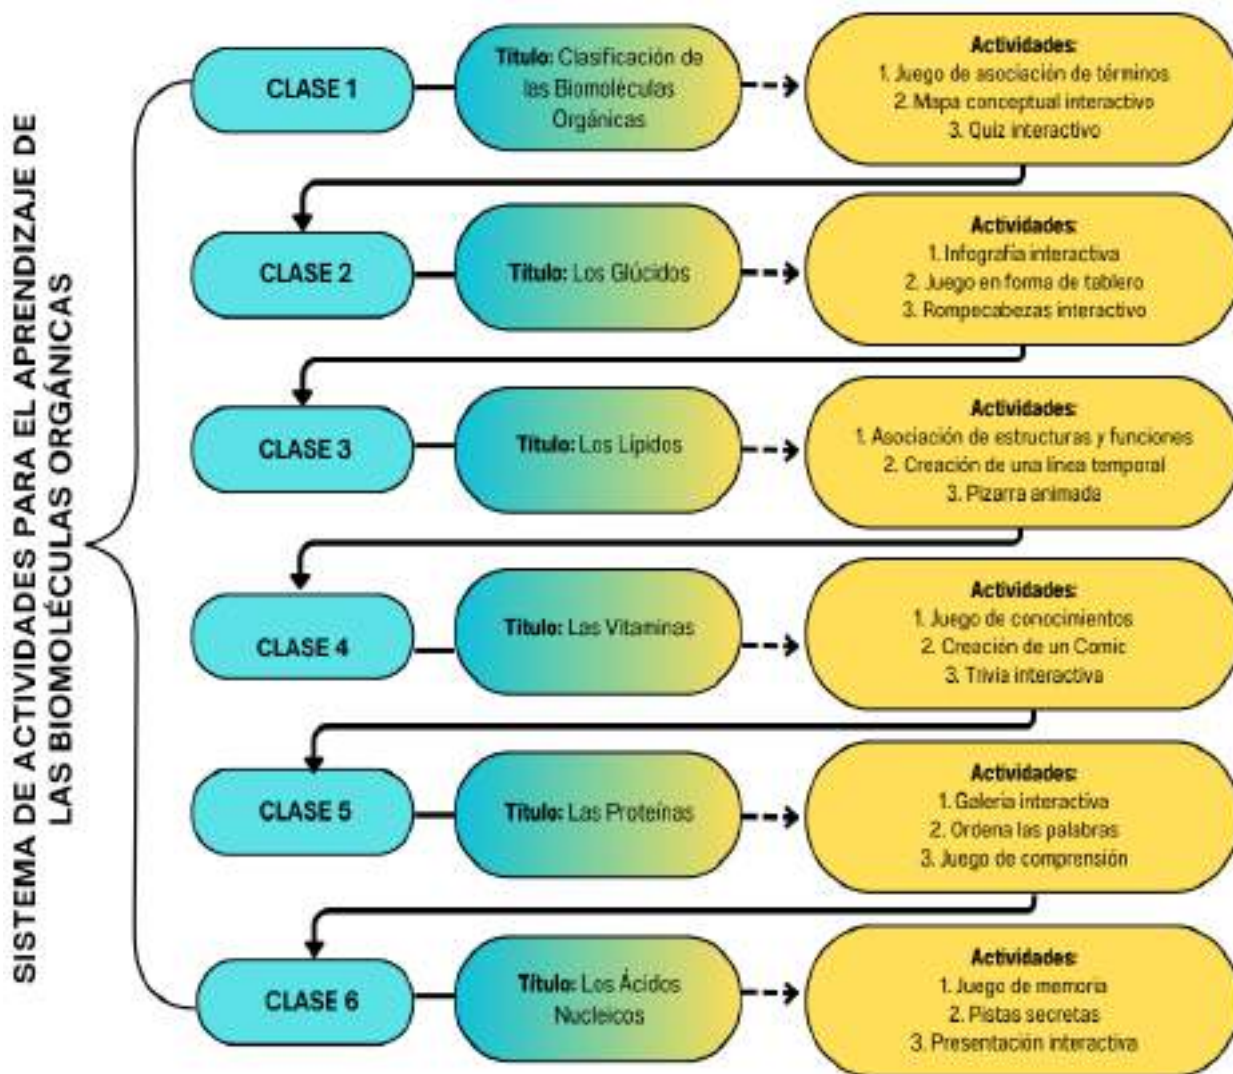 SISTEMA DE ACTIVIDADES PARA EL APRENDIZAJE DE
LAS BIOMOLÉCULAS ORGÁNICAS
CLASE 1
Título: Clasificación de
las Biomoléculas
Orgánicas
Actividades:
1. Juego de asociación de términos
2. Mapa conceptual interactivo
3. Quiz interactivo
CLASE 2
Título: Los Glúcidos
Actividades:
1. Infografía interactiva
2. Juego en forma de tablero
3. Rompecabezas interactivo
CLASE 3
Título: Los Lípidos
Actividades:
1. Asociación de estructuras y funciones
2. Creación de una línea temporal
3. Pizarra animada
CLASE 4
Título: Las Vitaminas
Actividades:
1. Juego de conocimientos
2. Creación de un Comic
3. Trivia interactiva
CLASE 5
Título: Las Proteínas
Actividades:
1. Galería interactiva
2. Ordena las palabras
3. Juego de comprensión
CLASE 6
Título: Los Ácidos
Nucleicos
Actividades:
1. Juego de memoria
2. Pistas secretas
3. Presentación interactiva